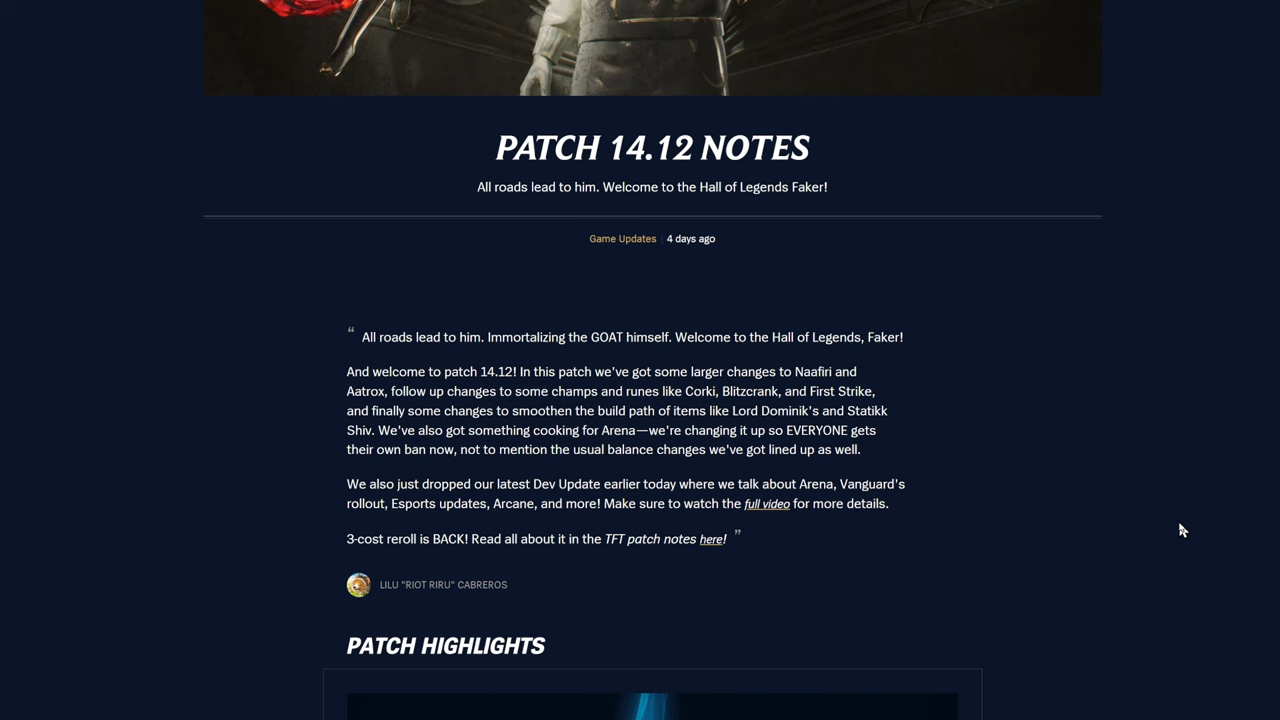 PATCH 14.12 NOTES
All roads lead to him. Welcome to the Hall of Legends Faker!
Game Updates | 4 days ago
“ All roads lead to him. Immortalizing the GOAT himself. Welcome to the Hall of Legends, Faker!
And welcome to patch 14.12! In this patch we've got some larger changes to Naafiri and
Aatrox, follow up changes to some champs and runes like Corki, Blitzcrank, and First Strike,
and finally some changes to smoothen the build path of items like Lord Dominik's and Statikk
Shiv. We've also got something cooking for Arena—we're changing it up so EVERYONE gets
their own ban now, not to mention the usual balance changes we've got lined up as well.
We also just dropped our latest Dev Update earlier today where we talk about Arena, Vanguard's
rollout, Esports updates, Arcane, and more! Make sure to watch the full video for more details.
3-cost reroll is BACK! Read all about it in the TFT patch notes here! ”
LILU "RIOT RIRU" CABREROS
PATCH HIGHLIGHTS